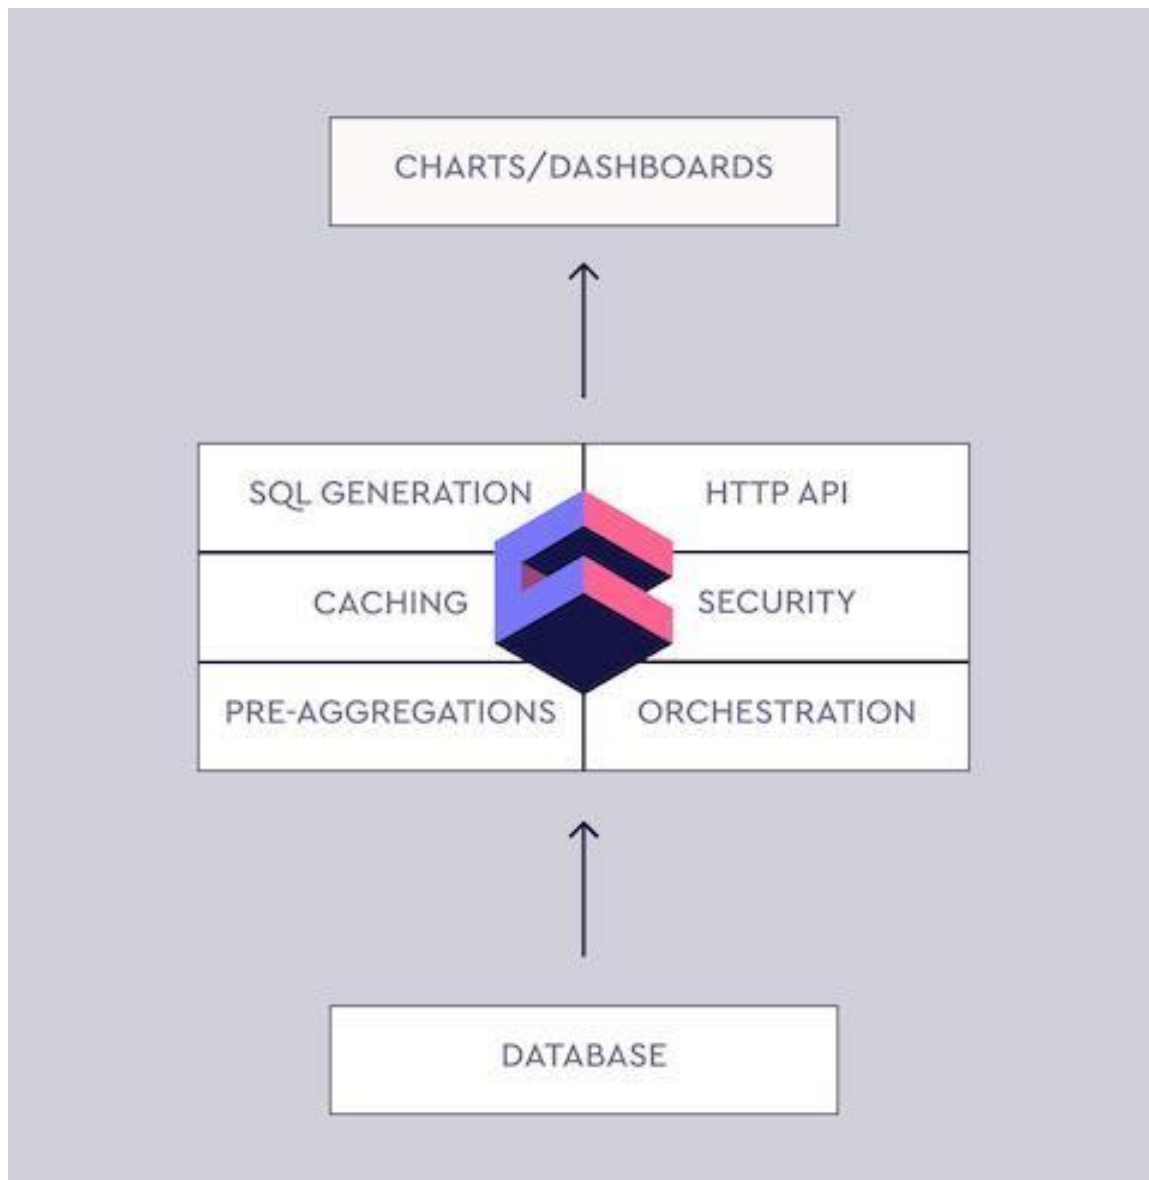 CHARTS/DASHBOARDS
SQL GENERATION
HTTP API
CACHING
SECURITY
PRE-AGGREGATIONS
ORCHESTRATION
DATABASE